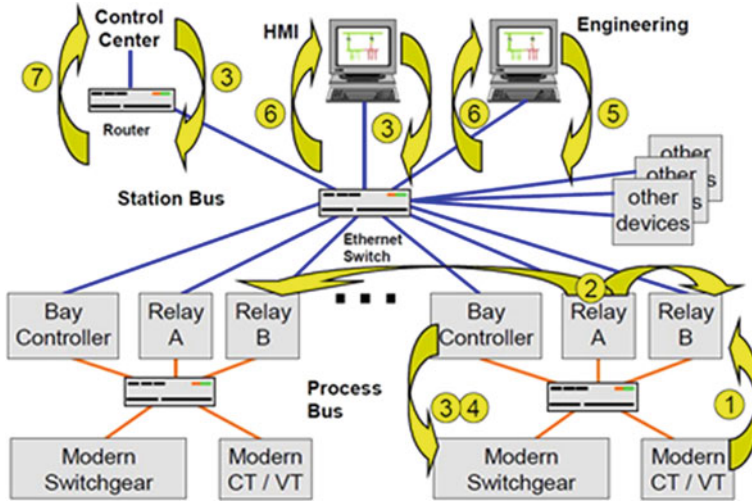 Control
Center
HMI
Engineering
7
3
6
3
6
5
Router
Station Bus
other
other
s
other
devices
Ethernet
Switch
2
Bay
Controller
Relay
A
Relay
B
Bay
Controller
Relay
A
Relay
B
Process
Bus
3 4
1
Modern
Switchgear
Modern
CT / VT
Modern
Switchgear
Modern
CT / VT